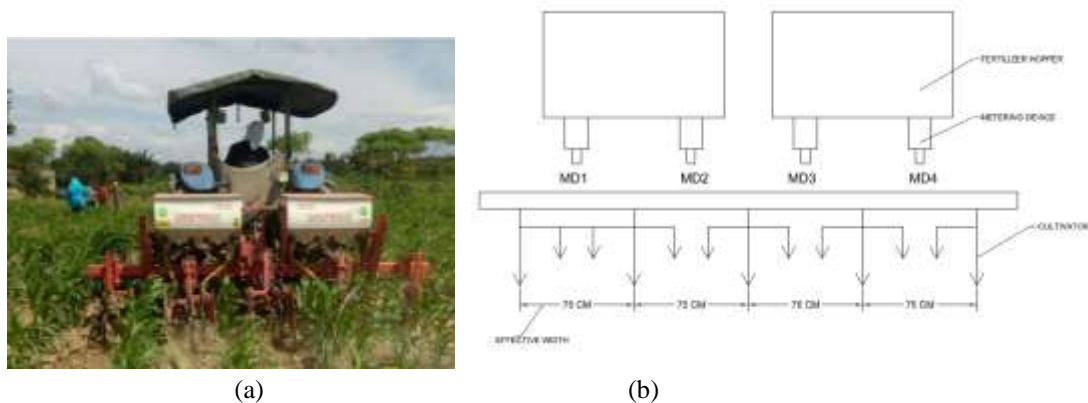 FERTILIZER HOPPER
METERING DEVICE
MD1 MD2 MD3 MD4
CULTIVATOR
75 CM 75 CM 75 CM 75 CM
EFFECTIVE WIDTH
(a) (b)